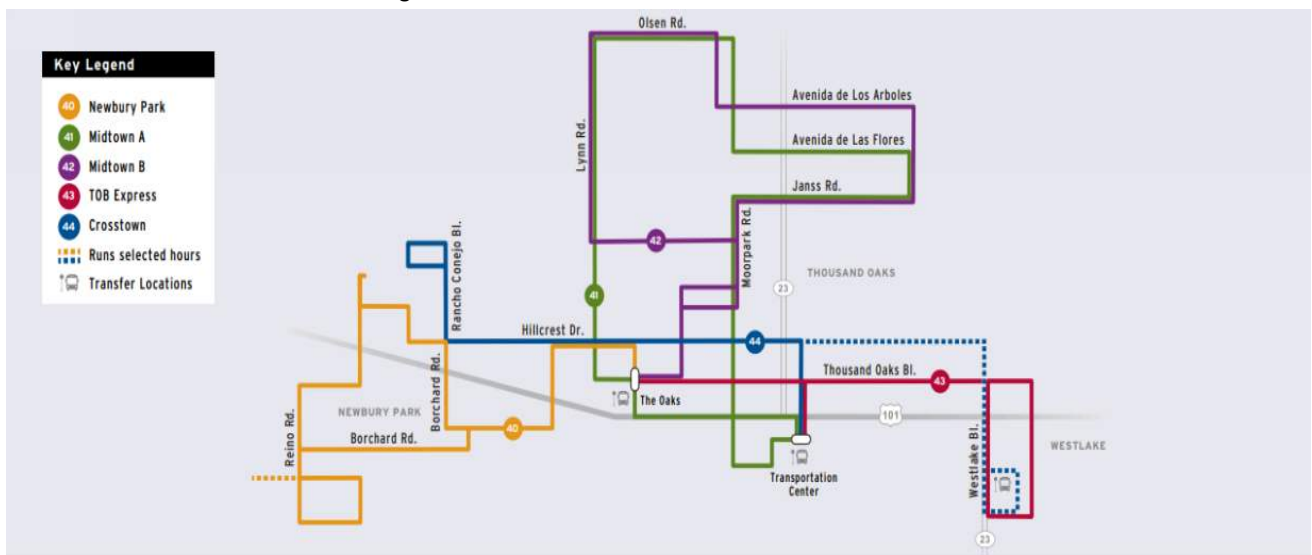 Key Legend
40 Newbury Park
41 Midtown A
42 Midtown B
43 TOB Express
44 Crosstown
Runs selected hours
Transfer Locations
Olsen Rd.
Avenida de Los Arboles
Avenida de Las Flores
Lynn Rd.
Janss Rd.
42
Moorpark Rd.
Rancho Conejo Bl.
THOUSAND OAKS
23
41
Hillcrest Dr.
44
Borchard Rd.
Thousand Oaks Bl.
43
The Oaks
NEWBURY PARK
101
40
Borchard Rd.
Reino Rd.
Westlake Bl.
WESTLAKE
Transportation
Center
23